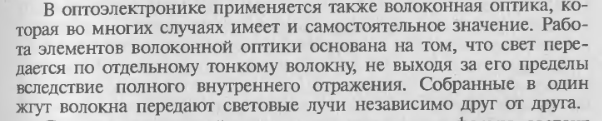 В оптоэлектронике применяется также волоконная оптика, ко-
торая во многих случаях имеет и самостоятельное значение. Рабо-
та элементов волоконной оптики основана на том, что свет пере-
дается по отдельному тонкому волокну, не выходя за его пределы
вследствие полного внутреннего отражения. Собранные в один
жгут волокна передают световые лучи независимо друг от друга.